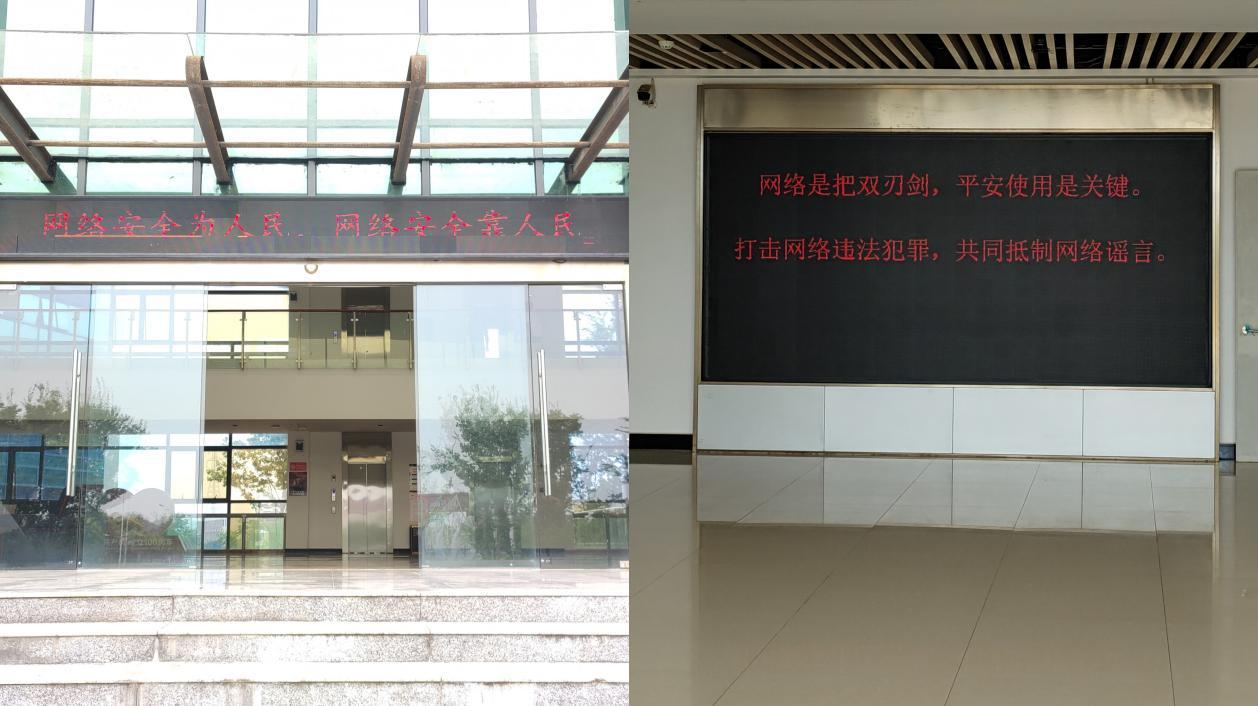 网络安全为人民 网络安全靠人民
网络是把双刃剑，平安使用是关键。
打击网络违法犯罪，共同抵制网络谣言。